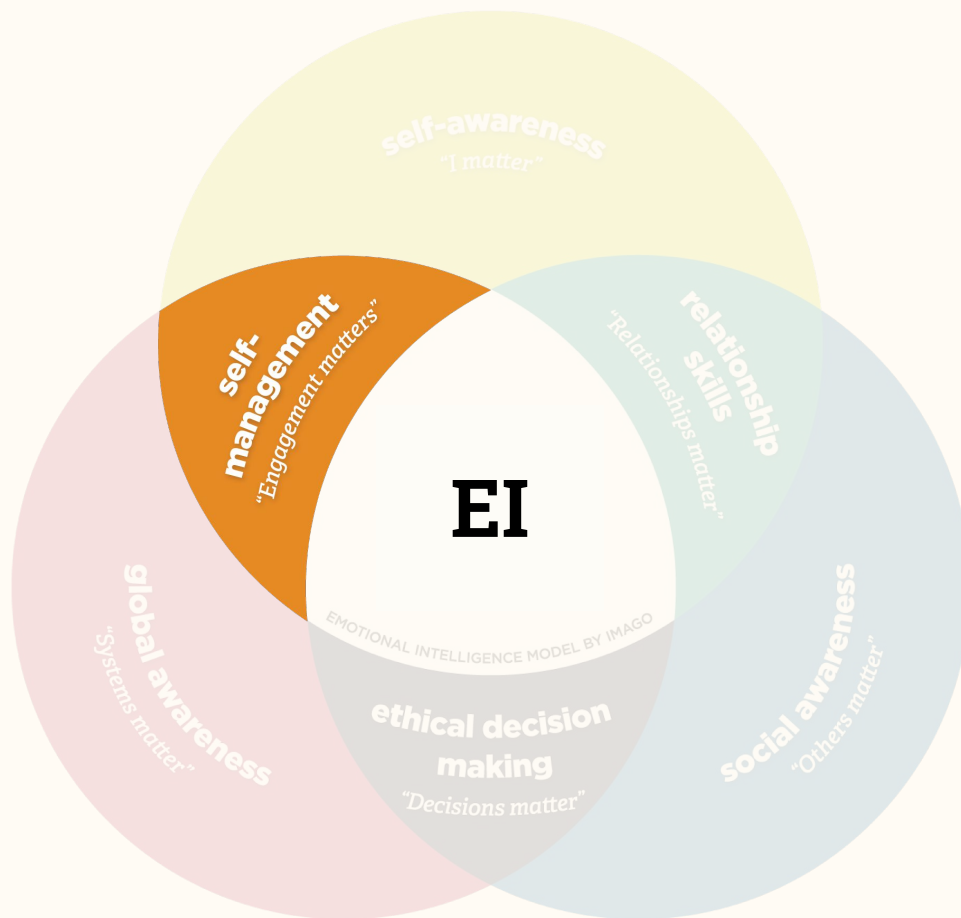 self-awareness
“I matter”
self-
management
“Engagement matters”
relationship
skills
“Relationships matter”
EI
EMOTIONAL INTELLIGENCE MODEL BY IMAGO
global awareness
“Systems matter”
social awareness
“Others matter”
ethical decision
making
“Decisions matter”